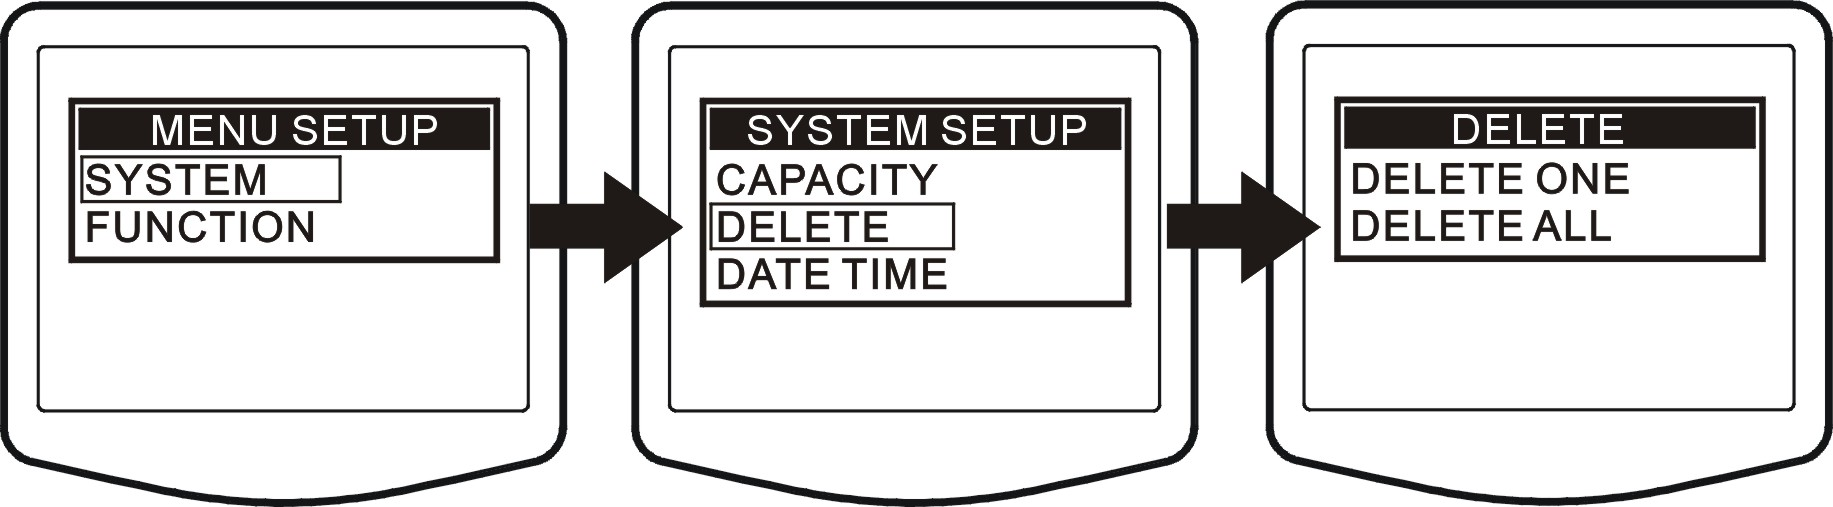 MENU SETUP
SYSTEM
FUNCTION
SYSTEM SETUP
CAPACITY
DELETE
DATE TIME
DELETE
DELETE ONE
DELETE ALL